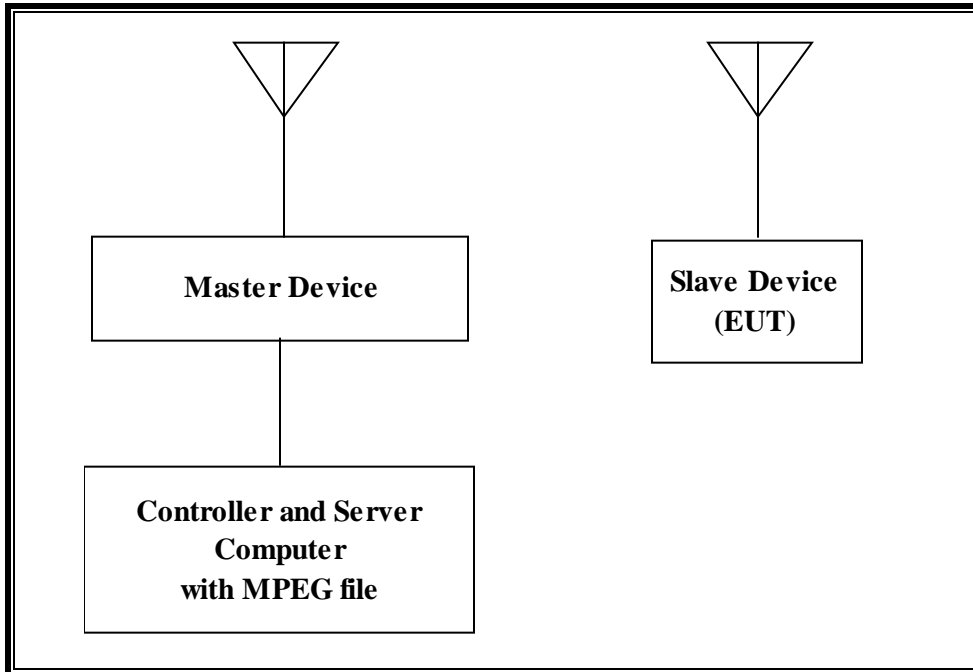 Master Device
Slave Device
(EUT)
Controller and Server
Computer
with MPEG file